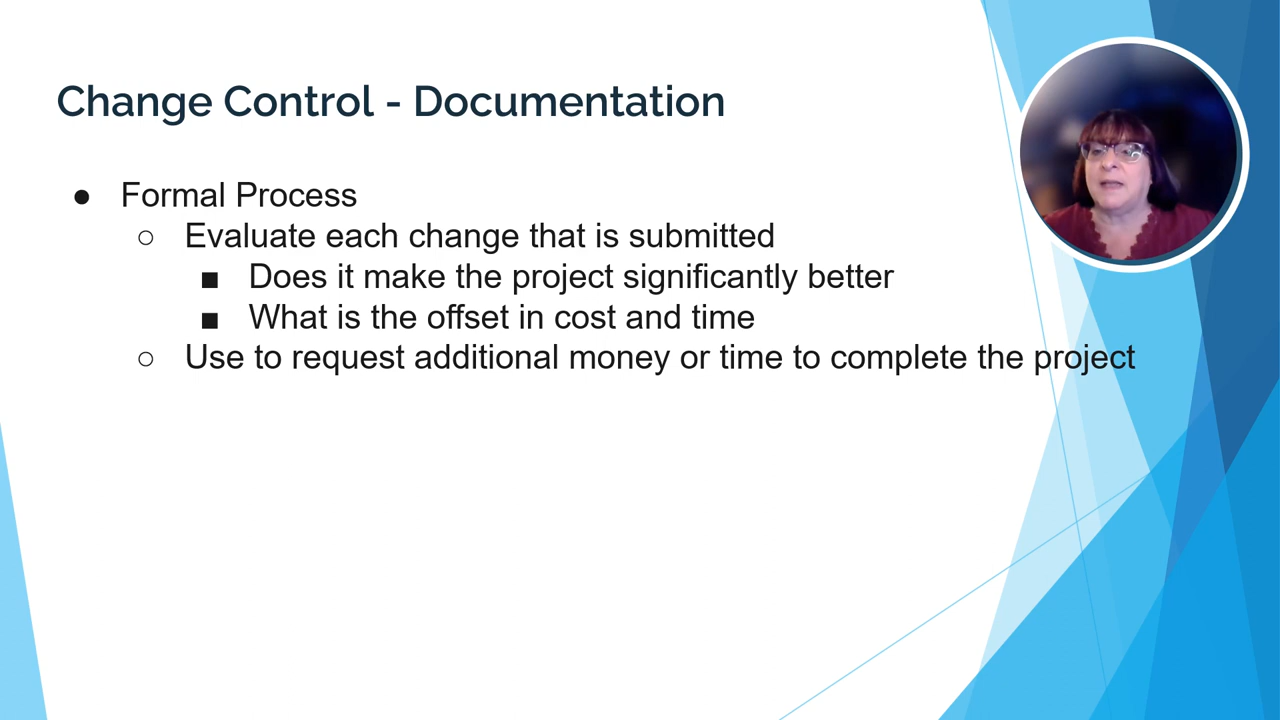 Change Control - Documentation
● Formal Process
○ Evaluate each change that is submitted
■ Does it make the project significantly better
■ What is the offset in cost and time
○ Use to request additional money or time to complete the project